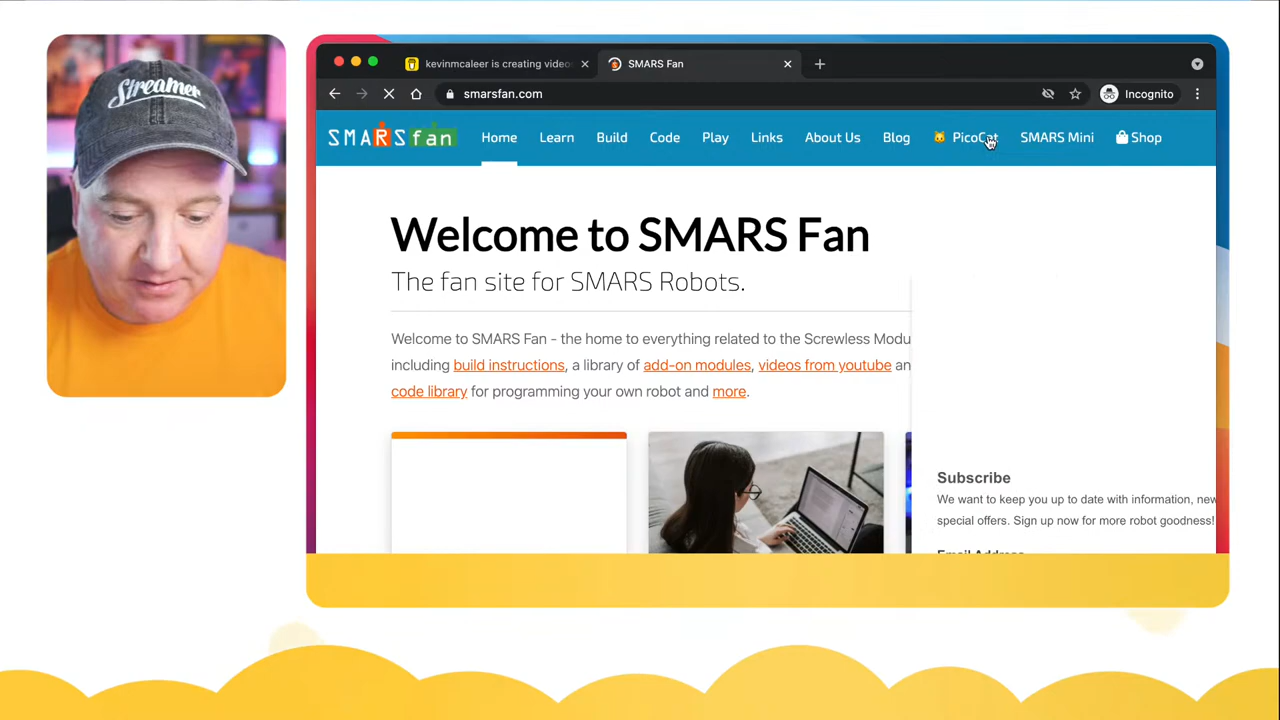 Streamer
kevinmcaleer is creating video
SMARS Fan
smarsfan.com
Incognito
SMARSfan
Home
Learn
Build
Code
Play
Links
About Us
Blog
PicoCat
SMARS Mini
Shop
Welcome to SMARS Fan
The fan site for SMARS Robots.
Welcome to SMARS Fan - the home to everything related to the Screwless Modu
including build instructions, a library of add-on modules, videos from youtube an
code library for programming your own robot and more.
Subscribe
We want to keep you up to date with information, new
special offers. Sign up now for more robot goodness!
Email Address